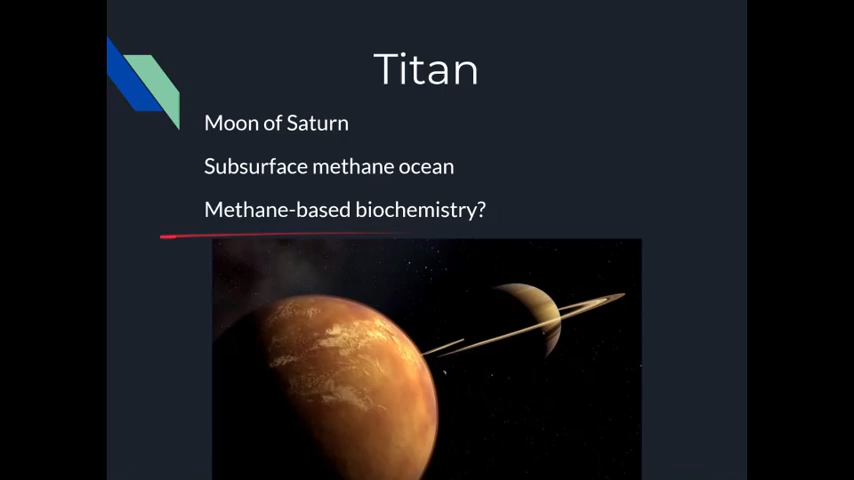 Titan
Moon of Saturn
Subsurface methane ocean
Methane-based biochemistry?